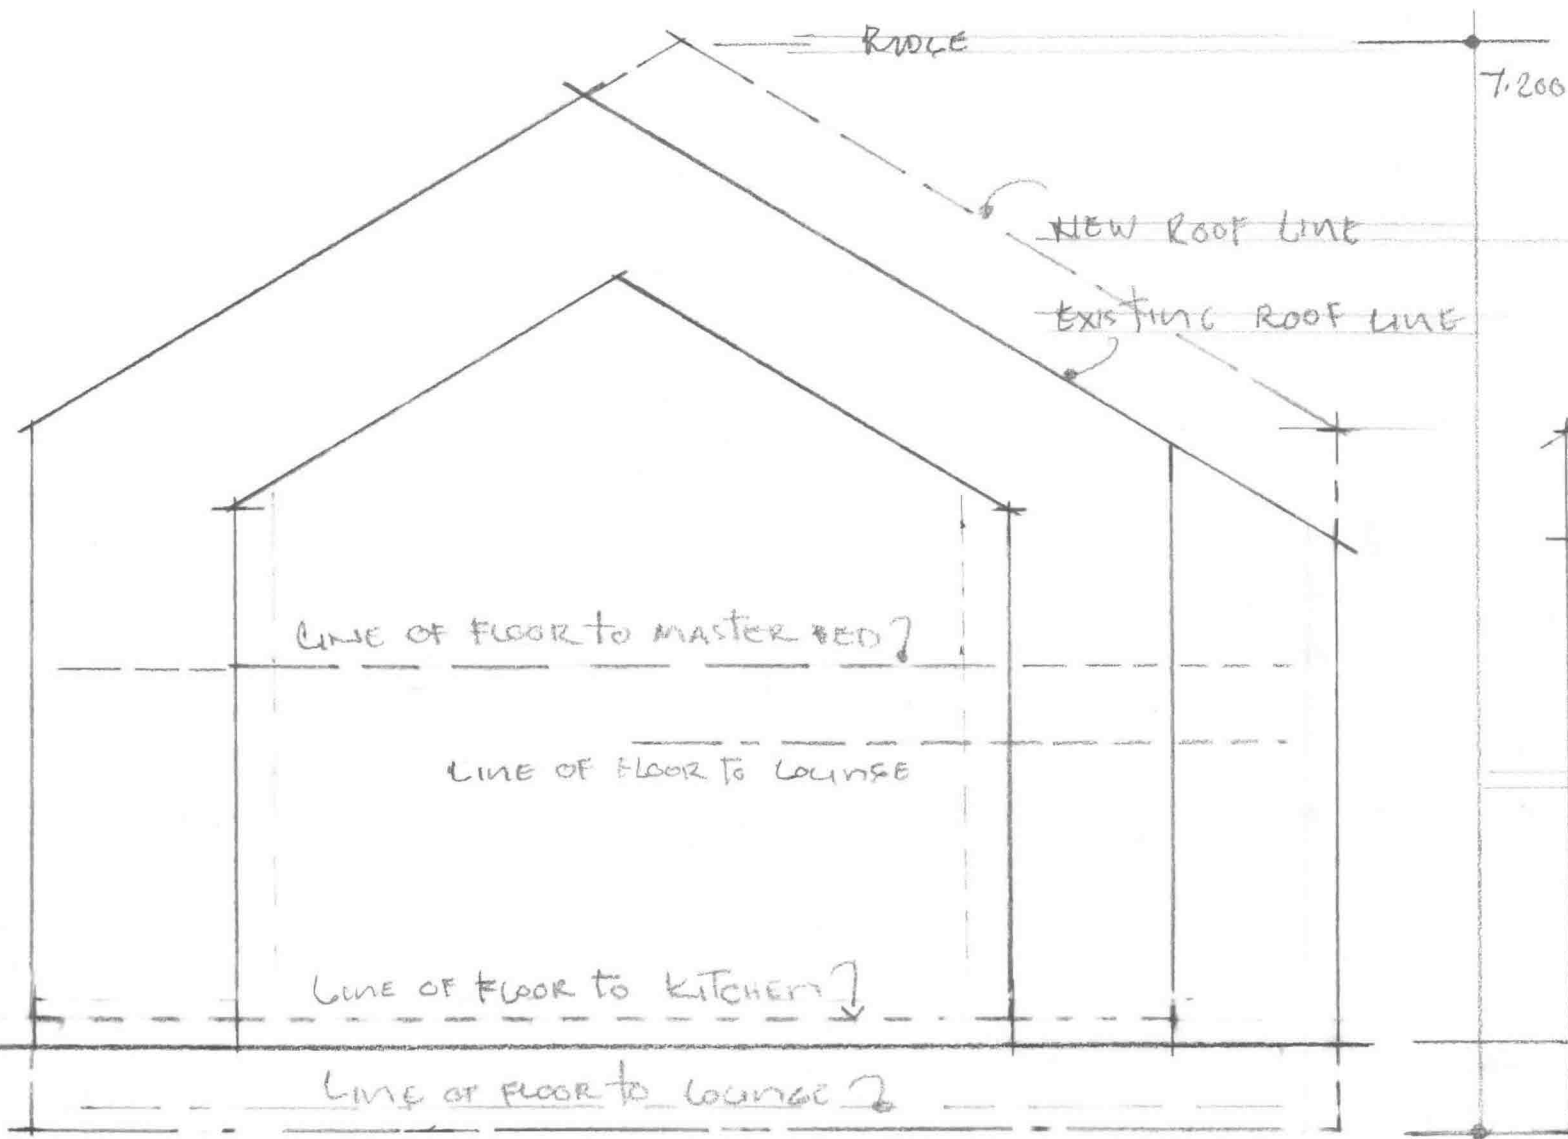 RIDGE
7.200
NEW ROOF LINE
EXISTING ROOF LINE
LINE OF FLOOR to MASTER BED
LINE OF FLOOR to LOUNGE
LINE OF FLOOR to KITCHEN
LINE OF FLOOR to LOUNGE